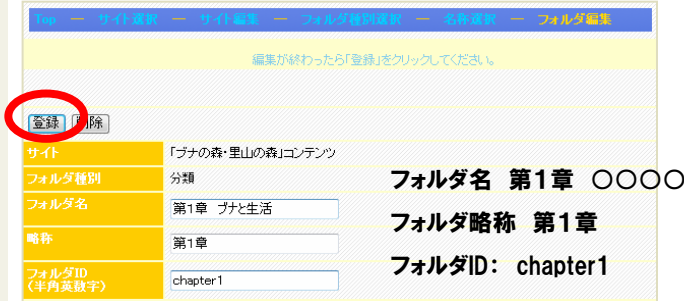 Top ー サイト選択 ー サイト編集 ー フォルダ種別選択 ー 名称選択 ー フォルダ編集
編集が終わったら「登録」をクリックしてください。
登録 削除
サイト 「ブナの森・里山の森」コンテンツ
フォルダ種別 分類
フォルダ名 第1章 ブナと生活
略称 第1章
フォルダID
(半角英数字) chapter1
フォルダ名 第1章 ○○○○
フォルダ略称 第1章
フォルダID: chapter1